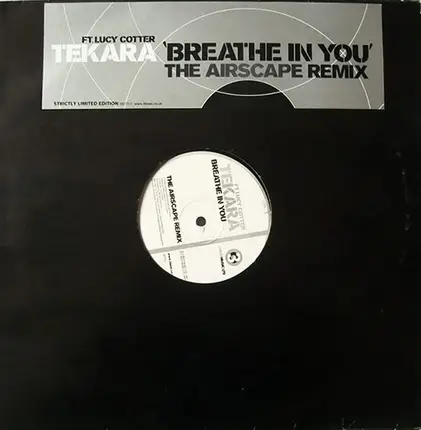 FT. LUCY COTTER
TEKARA 'BREATHE IN YOU'
THE AIRSCAPE REMIX
STRICTLY LIMITED EDITION
TEKARA
FT. LUCY COTTER
BREATHE IN YOU
THE AIRSCAPE REMIX